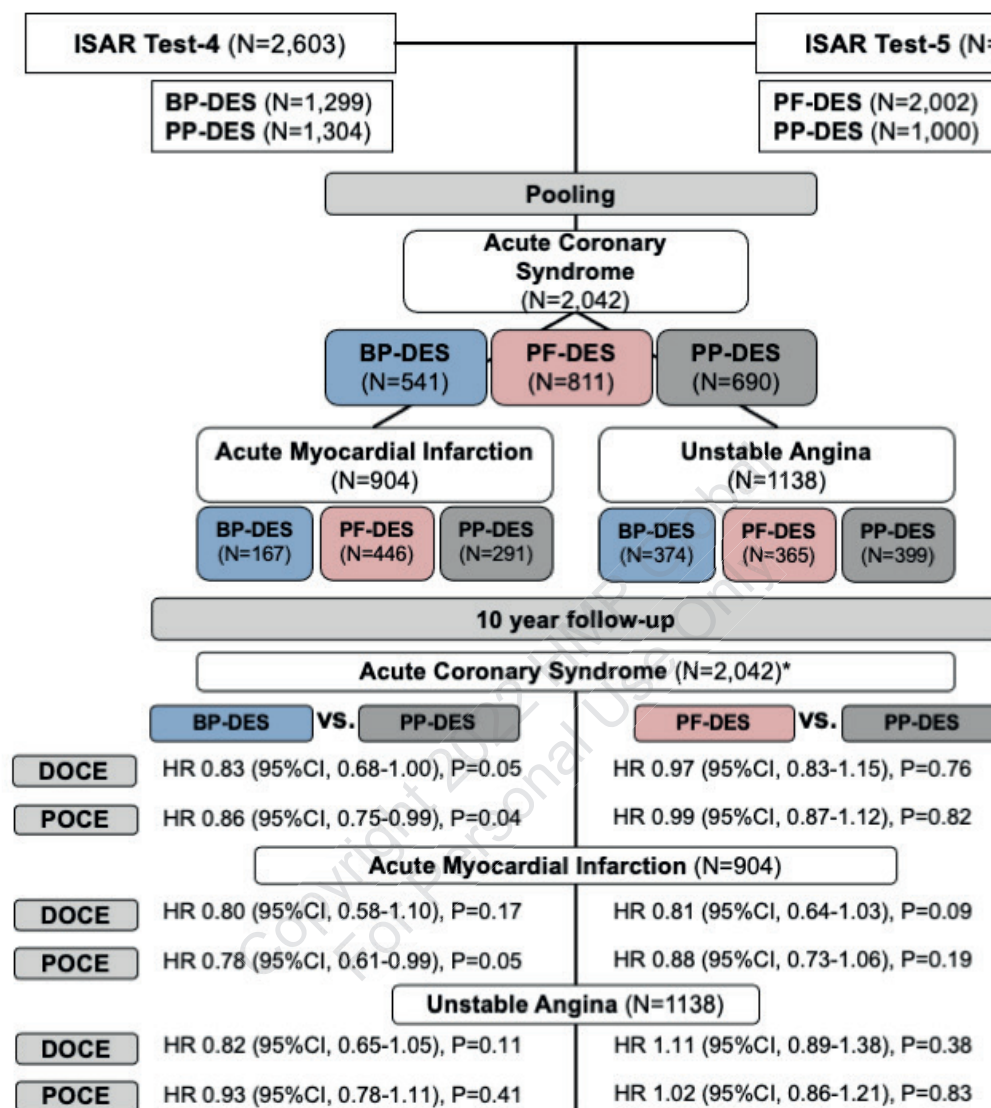 ISAR Test-4 (N=2,603)
ISAR Test-5 (N=
BP-DES (N=1,299)
PP-DES (N=1,304)
PF-DES (N=2,002)
PP-DES (N=1,000)
Pooling
Acute Coronary
Syndrome
(N=2,042)
BP-DES
(N=541)
PF-DES
(N=811)
PP-DES
(N=690)
Acute Myocardial Infarction
(N=904)
Unstable Angina
(N=1138)
BP-DES
(N=167)
PF-DES
(N=446)
PP-DES
(N=291)
BP-DES
(N=374)
PF-DES
(N=365)
PP-DES
(N=399)
10 year follow-up
Acute Coronary Syndrome (N=2,042)*
BP-DES vs. PP-DES
PF-DES vs. PP-DES
DOCE HR 0.83 (95%CI, 0.68-1.00), P=0.05 HR 0.97 (95%CI, 0.83-1.15), P=0.76
POCE HR 0.86 (95%CI, 0.75-0.99), P=0.04 HR 0.99 (95%CI, 0.87-1.12), P=0.82
Acute Myocardial Infarction (N=904)
DOCE HR 0.80 (95%CI, 0.58-1.10), P=0.17 HR 0.81 (95%CI, 0.64-1.03), P=0.09
POCE HR 0.78 (95%CI, 0.61-0.99), P=0.05 HR 0.88 (95%CI, 0.73-1.06), P=0.19
Unstable Angina (N=1138)
DOCE HR 0.82 (95%CI, 0.65-1.05), P=0.11 HR 1.11 (95%CI, 0.89-1.38), P=0.38
POCE HR 0.93 (95%CI, 0.78-1.11), P=0.41 HR 1.02 (95%CI, 0.86-1.21), P=0.83
Copyright 2022 HMP Global
For Personal Use Only